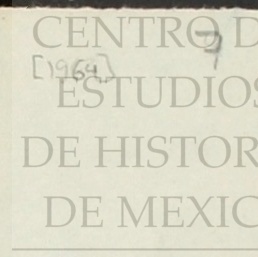 CENTRO D
7
[1964]
ESTUDIOS
DE HISTOR
DE MEXIC